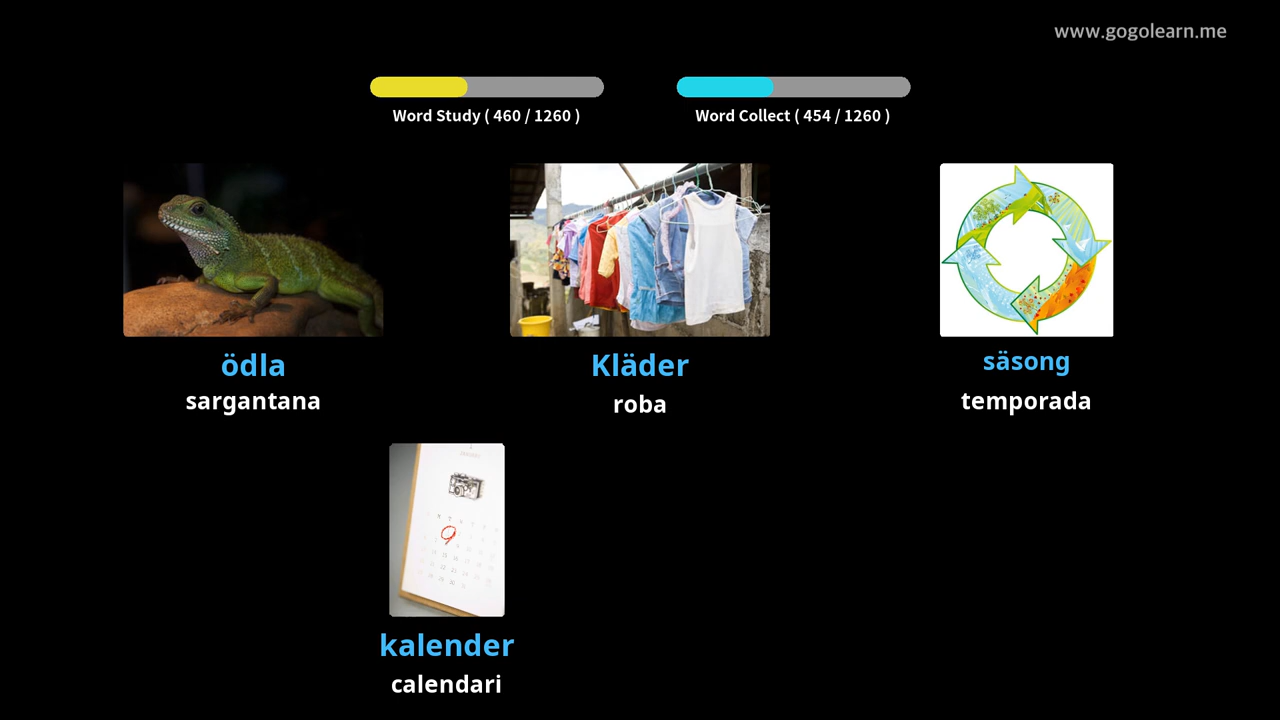 www.gogolearn.me
Word Study ( 460 / 1260 )
Word Collect ( 454 / 1260 )
ödla
sargantana
Kläder
roba
säsong
temporada
kalender
calendari